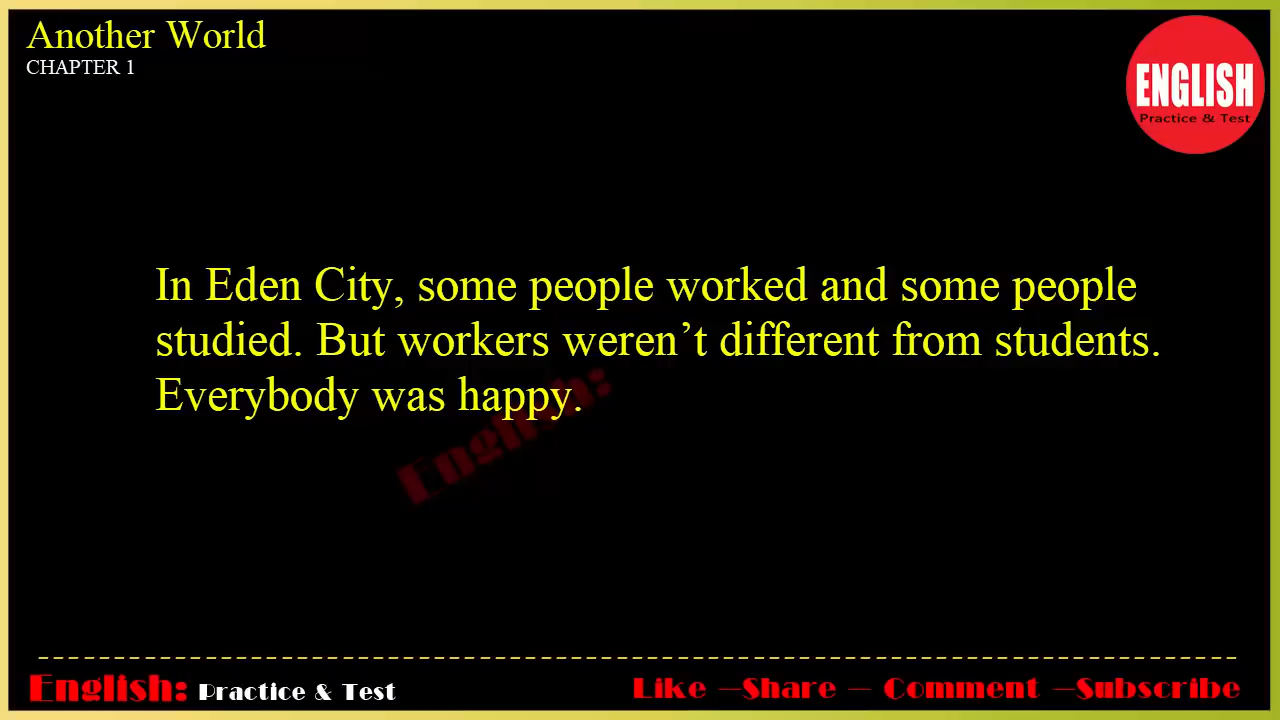 Another World
CHAPTER 1
ENGLISH
Practice & Test
In Eden City, some people worked and some people
studied. But workers weren’t different from students.
Everybody was happy.
English:
English: Practice & Test
Like —Share — Comment —Subscribe